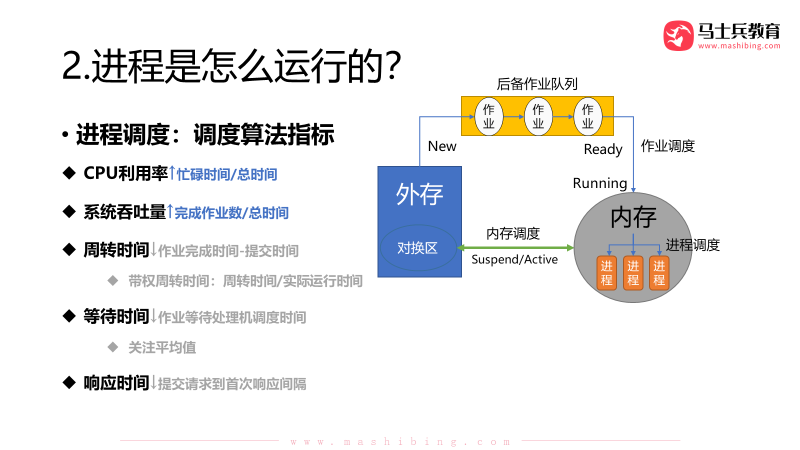 马士兵教育
www.mashibing.com
2.进程是怎么运行的？
• 进程调度：调度算法指标
◆ CPU利用率↑忙碌时间/总时间
◆ 系统吞吐量↑完成作业数/总时间
◆ 周转时间↓作业完成时间-提交时间
◆ 带权周转时间：周转时间/实际运行时间
◆ 等待时间↓作业等待处理机调度时间
◆ 关注平均值
◆ 响应时间↓提交请求到首次响应间隔
后备作业队列
作业
作业
作业
New
Ready
作业调度
Running
外存
对换区
内存调度
Suspend/Active
内存
进程调度
进程
进程
进程
www.mashibing.com